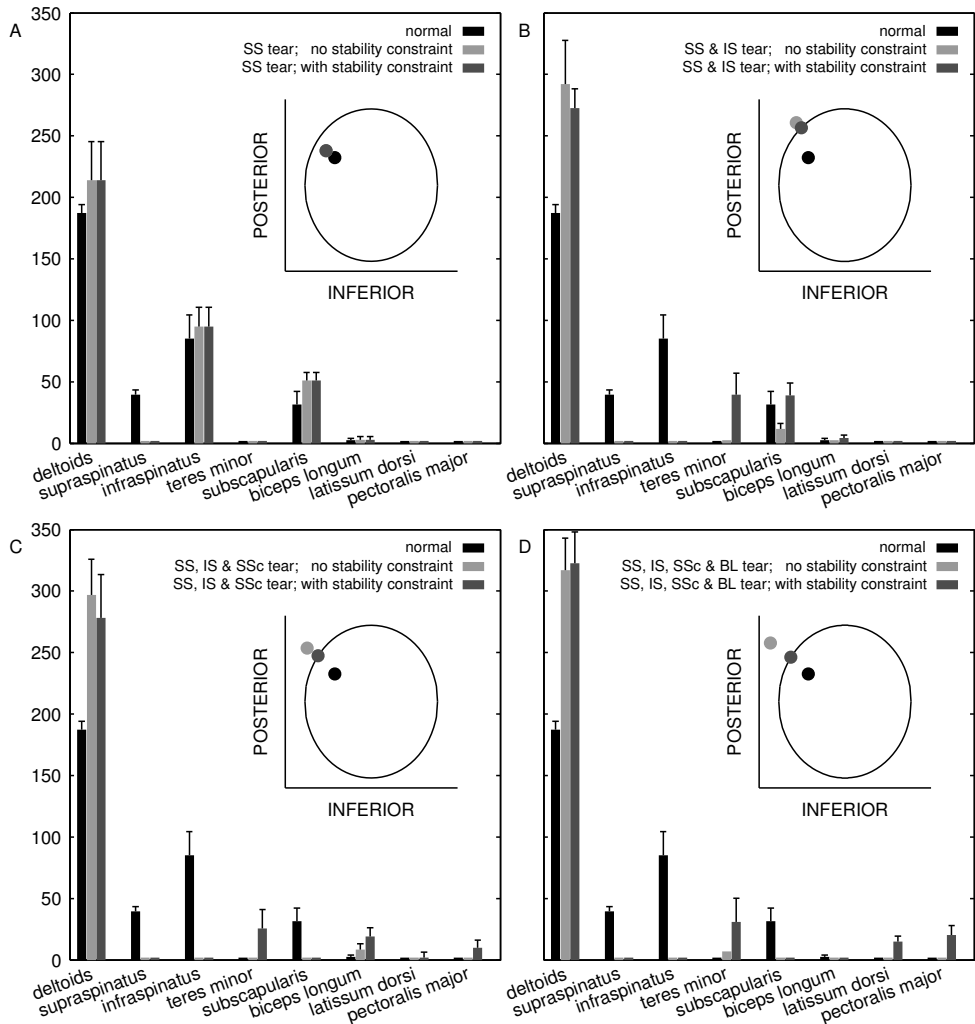 A
normal
SS tear;   no stability constraint
SS tear; with stability constraint
350
300
250
200
150
100
50
0
POSTERIOR
INFERIOR
deltoids
supraspinatus
infraspinatus
teres minor
subscapularis
biceps longum
latissum dorsi
pectoralis major
B
normal
SS & IS tear;   no stability constraint
SS & IS tear; with stability constraint
POSTERIOR
INFERIOR
deltoids
supraspinatus
infraspinatus
teres minor
subscapularis
biceps longum
latissum dorsi
pectoralis major
C
normal
SS, IS & SSc tear;   no stability constraint
SS, IS & SSc tear; with stability constraint
350
300
250
200
150
100
50
0
POSTERIOR
INFERIOR
deltoids
supraspinatus
infraspinatus
teres minor
subscapularis
biceps longum
latissum dorsi
pectoralis major
D
normal
SS, IS, SSc & BL tear;   no stability constraint
SS, IS, SSc & BL tear; with stability constraint
POSTERIOR
INFERIOR
deltoids
supraspinatus
infraspinatus
teres minor
subscapularis
biceps longum
latissum dorsi
pectoralis major